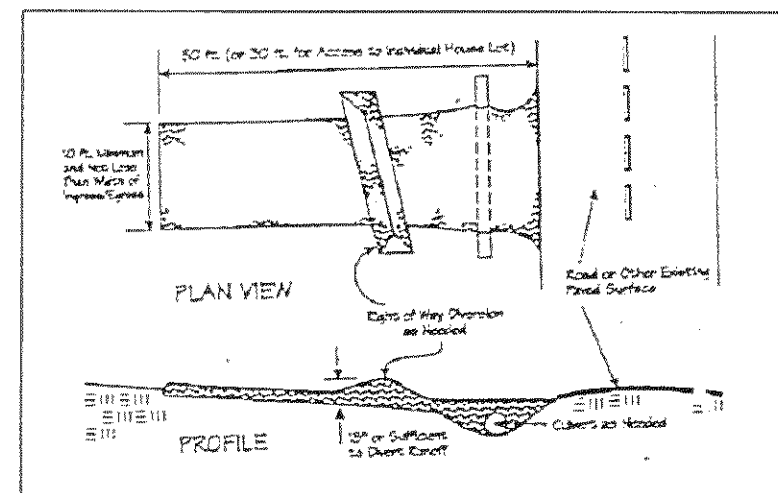 50 ft. (or 30 ft. for Access to Individual House Lot)
10 ft. Minimum
and Not Less
Than Width of
Ingress/Egress
PLAN VIEW
Right of Way Diversion
as Needed
Road or Other Existing
Paved Surface
18" or Sufficient
to Divert Runoff
Culvert as Needed
PROFILE